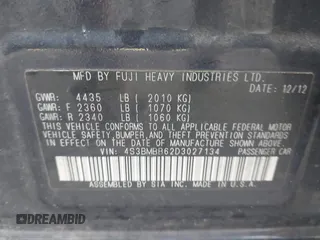 MFD BY FUJI HEAVY INDUSTRIES LTD.
DATE: 12/12
GVWR: 4435 LB ( 2010 KG)
GAWR: F 2360 LB ( 1070 KG)
GAWR: R 2340 LB ( 1060 KG)
THIS VEHICLE CONFORMS TO ALL APPLICABLE FEDERAL MOTOR
VEHICLE SAFETY, BUMPER, AND THEFT PREVENTION STANDARDS
IN EFFECT ON THE DATE OF MANUFACTURE SHOWN ABOVE.
VIN: 4S3BMBB62D3027134 PASSENGER CAR
ASSEMBLED BY SIA INC. IN U.S.A.
DREAMBID